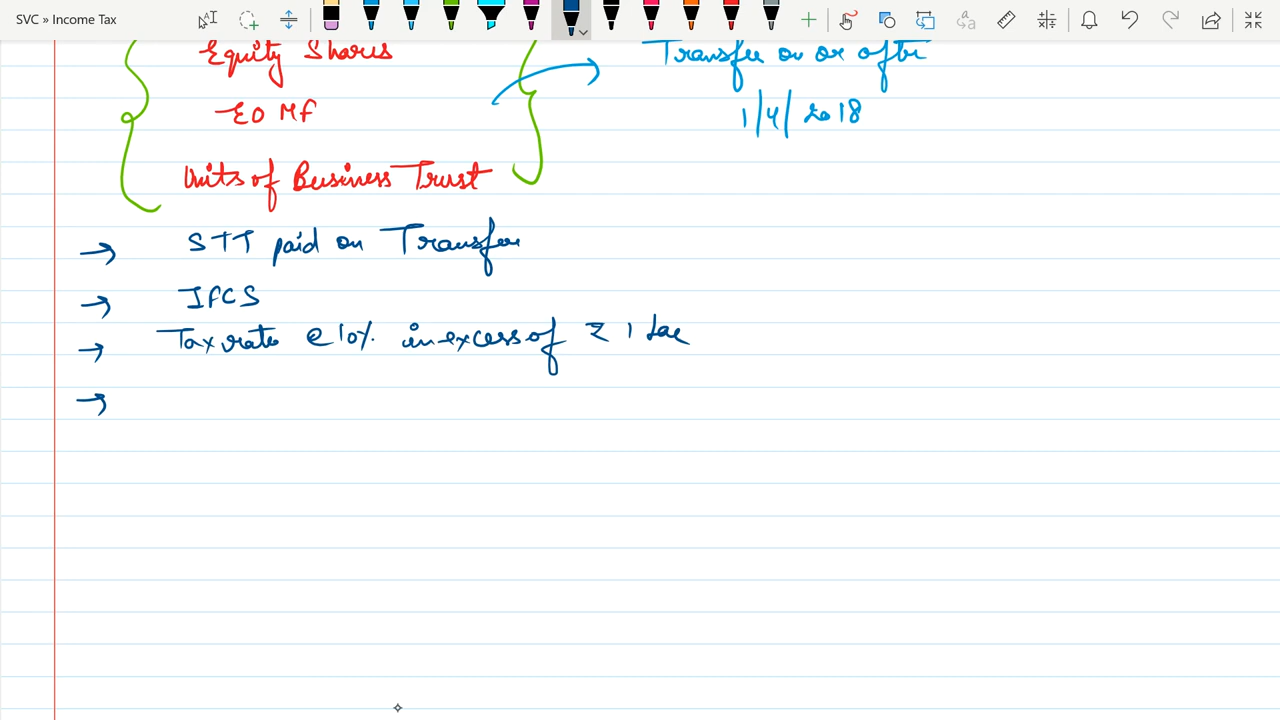 SVC » Income Tax
Equity Shares
Transfer on or after
EO MF
1/4/2018
Units of Business Trust
→ STT paid on Transfer
→ IFCS
→ Tax rate @ 10% in excess of ₹ 1 Lac
→